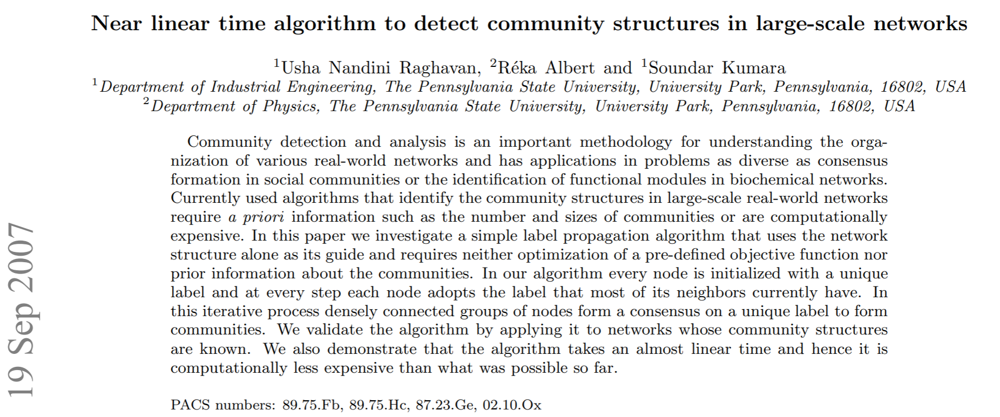 Near linear time algorithm to detect community structures in large-scale networks
¹Usha Nandini Raghavan, ²Réka Albert and ¹Soundar Kumara
¹Department of Industrial Engineering, The Pennsylvania State University, University Park, Pennsylvania, 16802, USA
²Department of Physics, The Pennsylvania State University, University Park, Pennsylvania, 16802, USA
Community detection and analysis is an important methodology for understanding the orga-
nization of various real-world networks and has applications in problems as diverse as consensus
formation in social communities or the identification of functional modules in biochemical networks.
Currently used algorithms that identify the community structures in large-scale real-world networks
require a priori information such as the number and sizes of communities or are computationally
expensive. In this paper we investigate a simple label propagation algorithm that uses the network
structure alone as its guide and requires neither optimization of a pre-defined objective function nor
prior information about the communities. In our algorithm every node is initialized with a unique
label and at every step each node adopts the label that most of its neighbors currently have. In
this iterative process densely connected groups of nodes form a consensus on a unique label to form
communities. We validate the algorithm by applying it to networks whose community structures
are known. We also demonstrate that the algorithm takes an almost linear time and hence it is
computationally less expensive than what was possible so far.
PACS numbers: 89.75.Fb, 89.75.Hc, 87.23.Ge, 02.10.Ox
19 Sep 2007